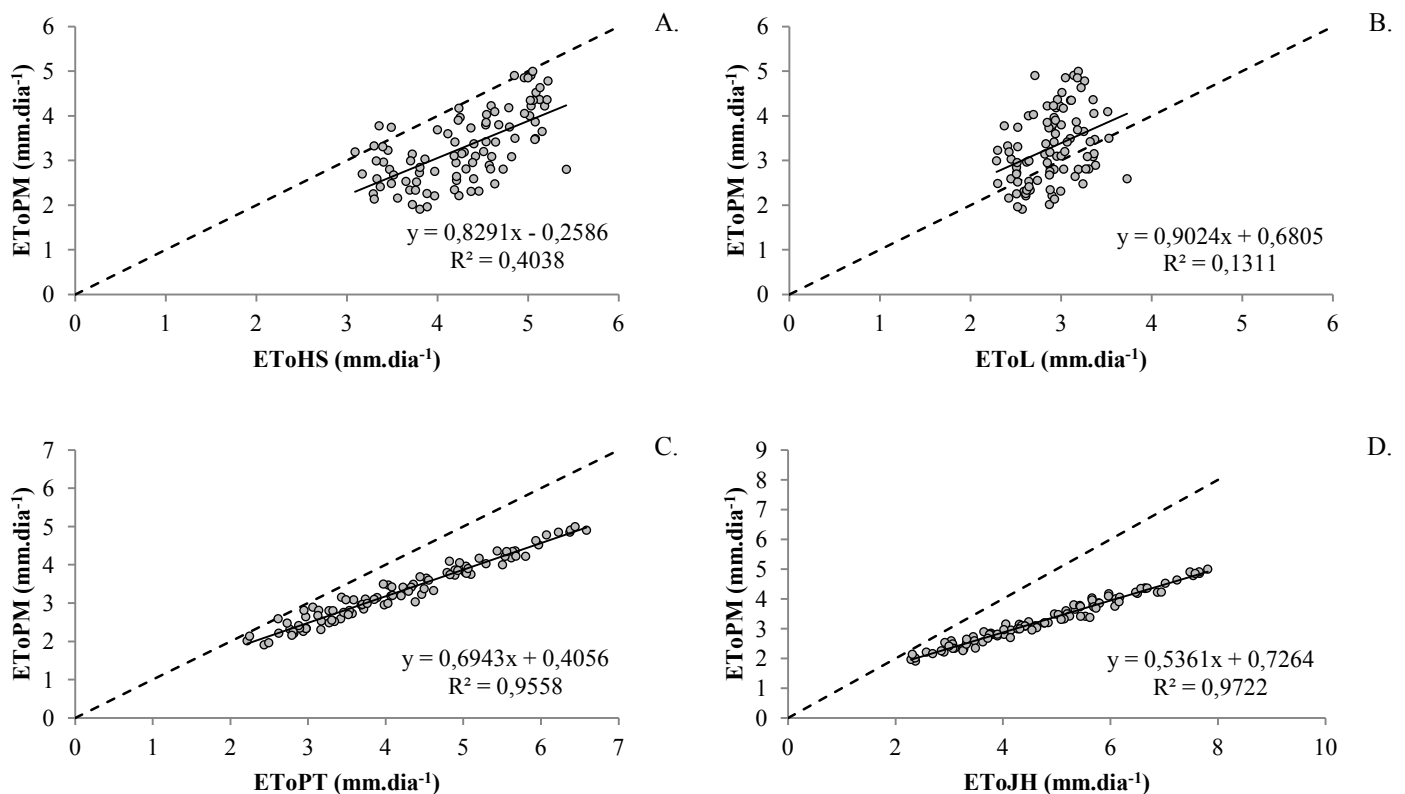 A.
EToPM (mm.dia⁻¹)
6
5
4
3
2
1
0
y = 0,8291x - 0,2586
R² = 0,4038
0 1 2 3 4 5 6
EToHS (mm.dia⁻¹)
B.
EToPM (mm.dia⁻¹)
6
5
4
3
2
1
0
y = 0,9024x + 0,6805
R² = 0,1311
0 1 2 3 4 5 6
EToL (mm.dia⁻¹)
C.
EToPM (mm.dia⁻¹)
7
6
5
4
3
2
1
0
y = 0,6943x + 0,4056
R² = 0,9558
0 1 2 3 4 5 6 7
EToPT (mm.dia⁻¹)
D.
EToPM (mm.dia⁻¹)
9
8
7
6
5
4
3
2
1
0
y = 0,5361x + 0,7264
R² = 0,9722
0 2 4 6 8 10
EToJH (mm.dia⁻¹)